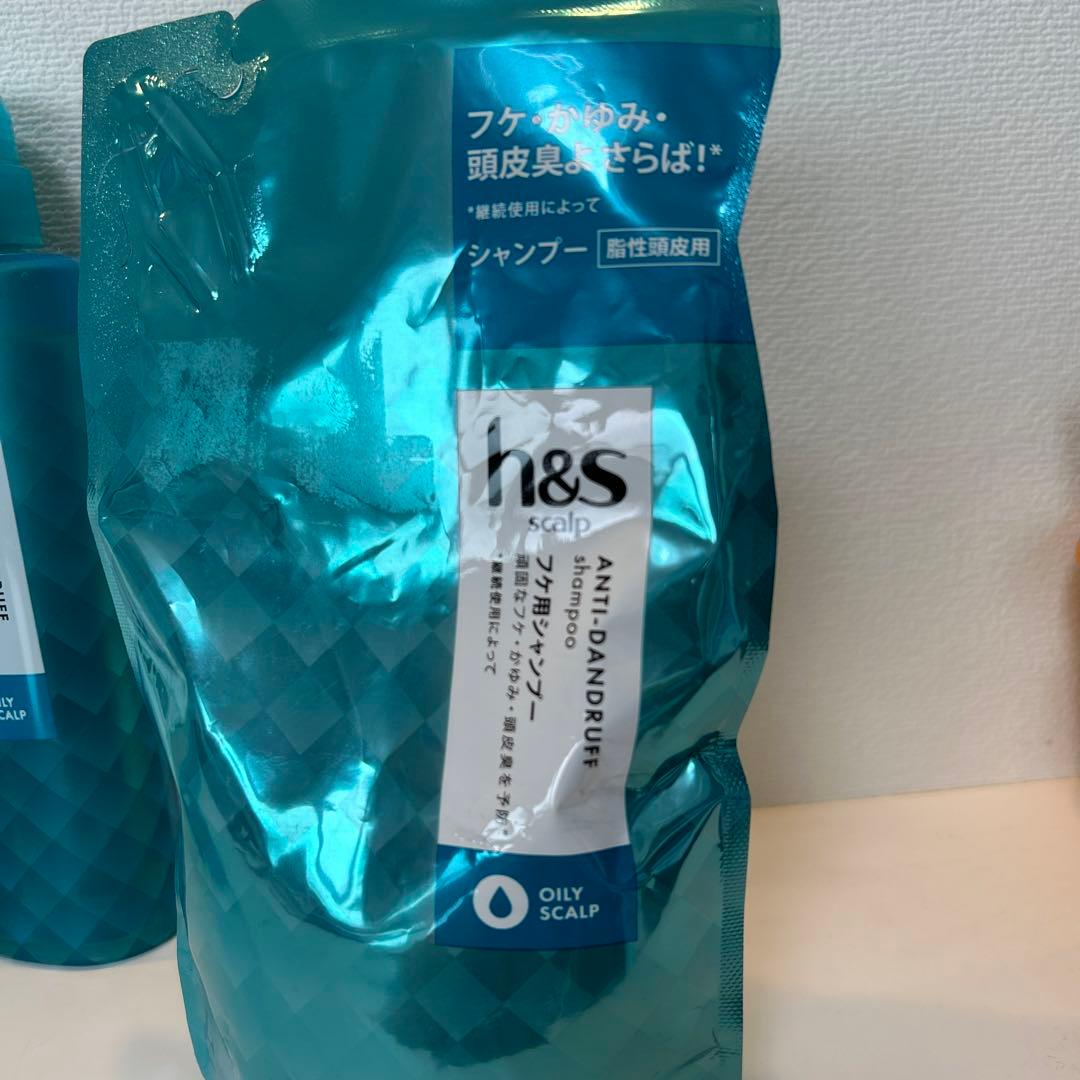 フケ・かゆみ・
頭皮臭よさらば!*
*継続使用によって
シャンプー 脂性頭皮用
h&s
scalp
ANTI-DANDRUFF
shampoo
フケ用シャンプー
頑固なフケ・かゆみ・頭皮臭を予防*
*継続使用によって
OILY
SCALP